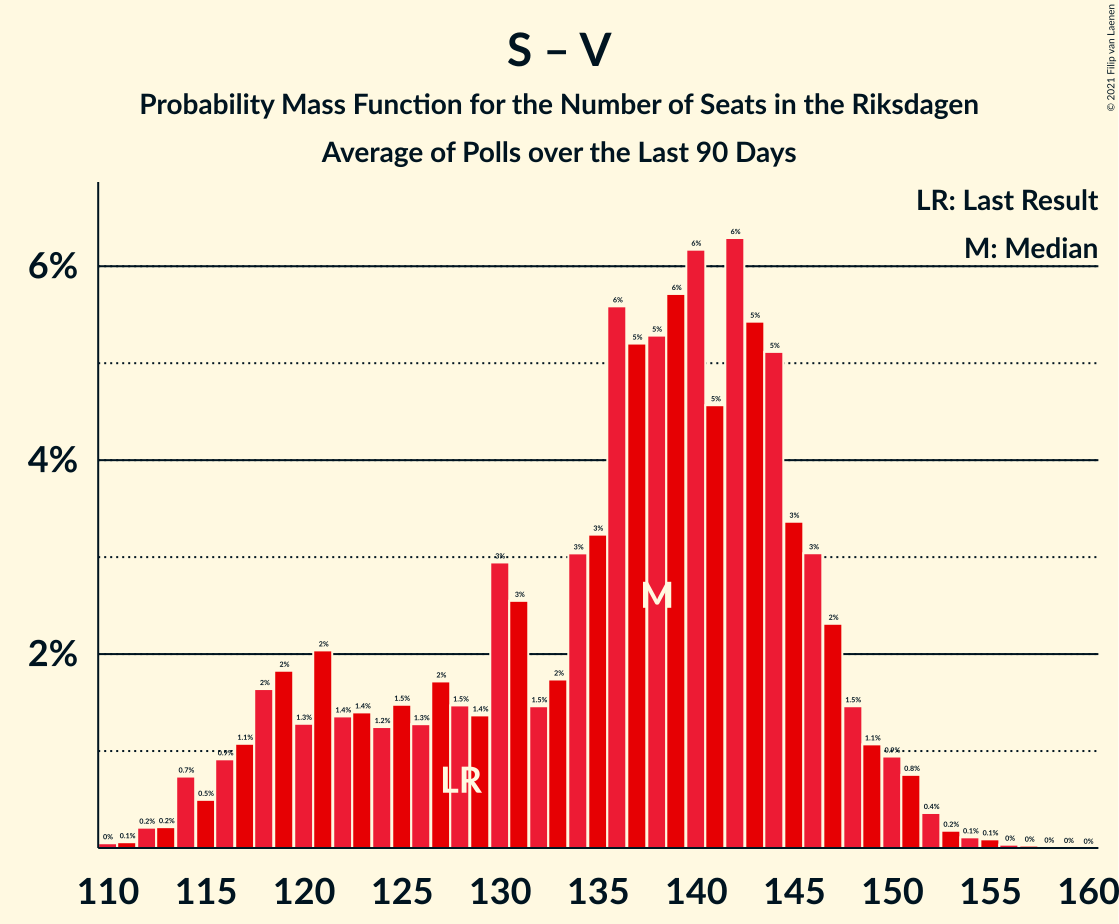 S – V
Probability Mass Function for the Number of Seats in the Riksdagen
Average of Polls over the Last 90 Days
© 2021 Filip van Laenen
LR: Last Result
M: Median
6%
4%
2%
0% 0.1% 0.2% 0.2% 0.7% 0.5% 0.9% 1.1% 2% 2% 1.3% 2% 1.4% 1.4% 1.2% 1.5% 1.3% 2% 1.5% 1.4% 3% 3% 1.5% 2% 3% 3% 6% 5% 5% 6% 6% 5% 6% 5% 5% 3% 3% 2% 1.5% 1.1% 0.9% 0.8% 0.4% 0.2% 0.1% 0.1% 0% 0% 0% 0% 0%
M
LR
110 115 120 125 130 135 140 145 150 155 160